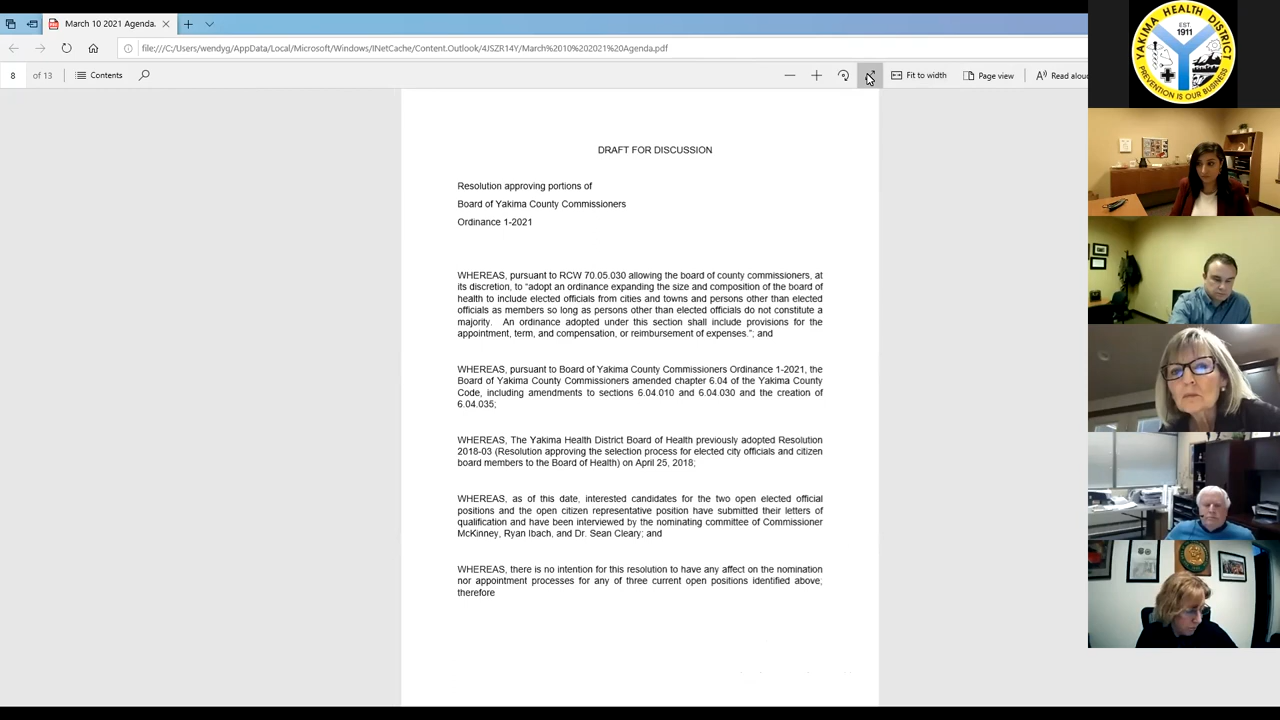 March 10 2021 Agenda.
file:///C:/Users/wendyg/AppData/Local/Microsoft/Windows/INetCache/Content.Outlook/4JSZR14Y/March%2010%202021%20Agenda.pdf
8 of 13 Contents Fit to width Page view Read alou
DRAFT FOR DISCUSSION
Resolution approving portions of
Board of Yakima County Commissioners
Ordinance 1-2021
WHEREAS, pursuant to RCW 70.05.030 allowing the board of county commissioners, at
its discretion, to “adopt an ordinance expanding the size and composition of the board of
health to include elected officials from cities and towns and persons other than elected
officials as members so long as persons other than elected officials do not constitute a
majority. An ordinance adopted under this section shall include provisions for the
appointment, term, and compensation, or reimbursement of expenses.”; and
WHEREAS, pursuant to Board of Yakima County Commissioners Ordinance 1-2021, the
Board of Yakima County Commissioners amended chapter 6.04 of the Yakima County
Code, including amendments to sections 6.04.010 and 6.04.030 and the creation of
6.04.035;
WHEREAS, The Yakima Health District Board of Health previously adopted Resolution
2018-03 (Resolution approving the selection process for elected city officials and citizen
board members to the Board of Health) on April 25, 2018;
WHEREAS, as of this date, interested candidates for the two open elected official
positions and the open citizen representative position have submitted their letters of
qualification and have been interviewed by the nominating committee of Commissioner
McKinney, Ryan Ibach, and Dr. Sean Cleary; and
WHEREAS, there is no intention for this resolution to have any affect on the nomination
nor appointment processes for any of three current open positions identified above;
therefore
YAKIMA HEALTH DISTRICT
EST.
1911
PREVENTION IS OUR BUSINESS